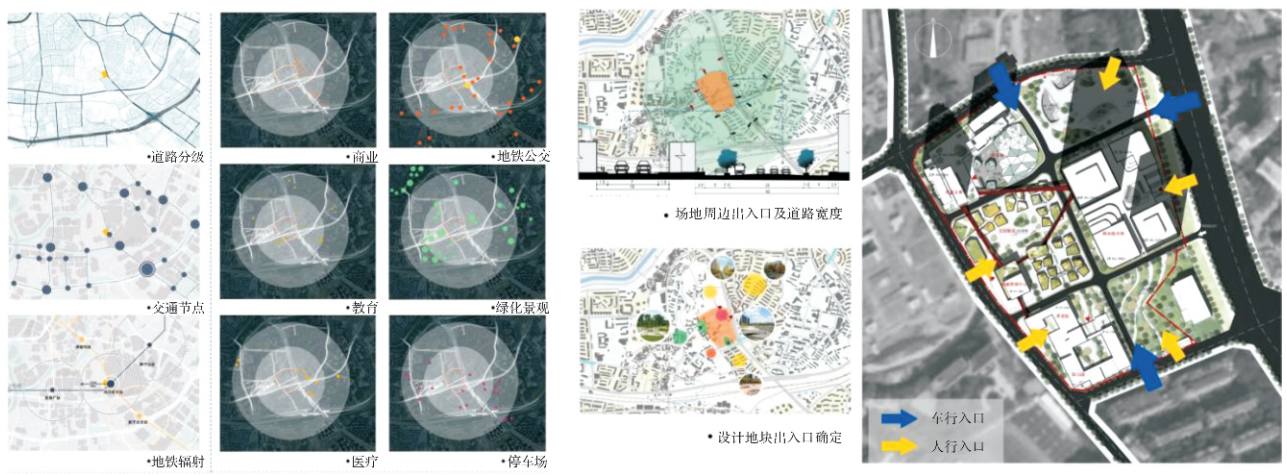 •道路分级
•商业
•地铁公交
•交通节点
•教育
•绿化景观
•地铁辐射
•医疗
•停车场
• 场地周边出入口及道路宽度
• 设计地块出入口确定
车行入口
人行入口